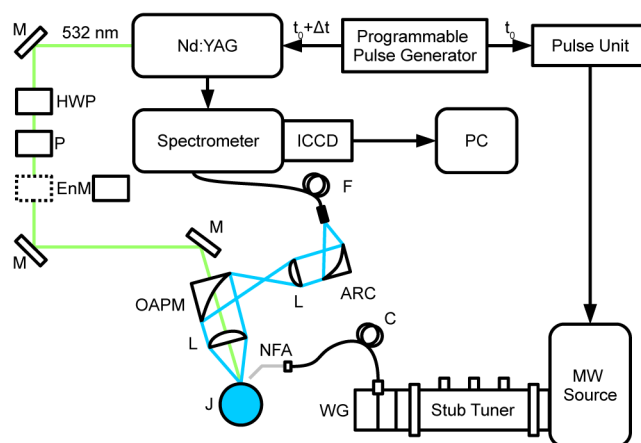 M
532 nm
Nd:YAG
t₀+Δt
Programmable
Pulse Generator
t₀
Pulse Unit
HWP
P
EnM
Spectrometer
ICCD
PC
F
M
M
L
ARC
OAPM
L
NFA
C
J
WG
Stub Tuner
MW
Source